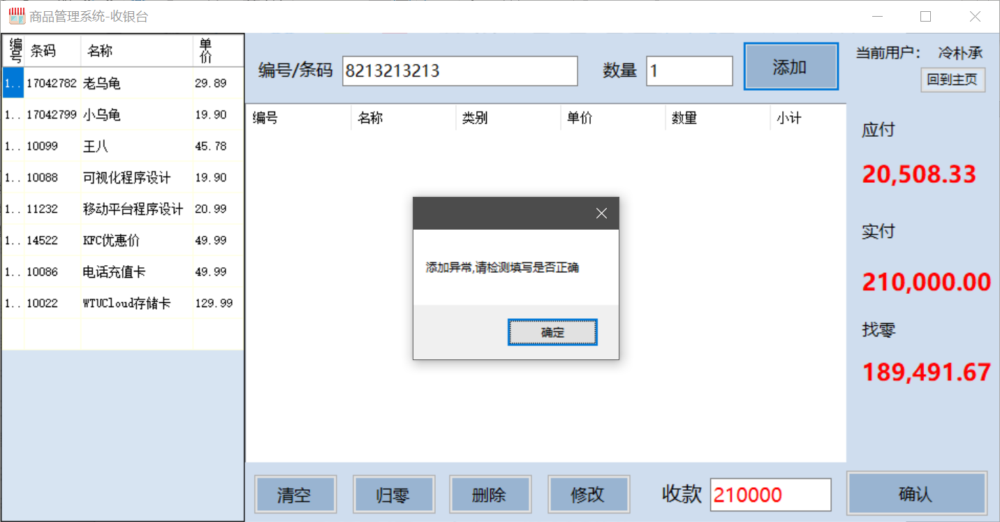 商品管理系统-收银台
编号 条码 名称 单价
1.. 17042782 老乌龟 29.89
1.. 17042799 小乌龟 19.90
1.. 10099 王八 45.78
1.. 10088 可视化程序设计 19.90
1.. 11232 移动平台程序设计 20.99
1.. 14522 KFC优惠价 49.99
1.. 10086 电话充值卡 49.99
1.. 10022 WTUCloud存储卡 129.99
编号/条码 8213213213 数量 1 添加
编号 名称 类别 单价 数量 小计
添加异常,请检测填写是否正确
确定
清空 归零 删除 修改 收款 210000 确认
当前用户： 冷朴承
回到主页
应付
20,508.33
实付
210,000.00
找零
189,491.67